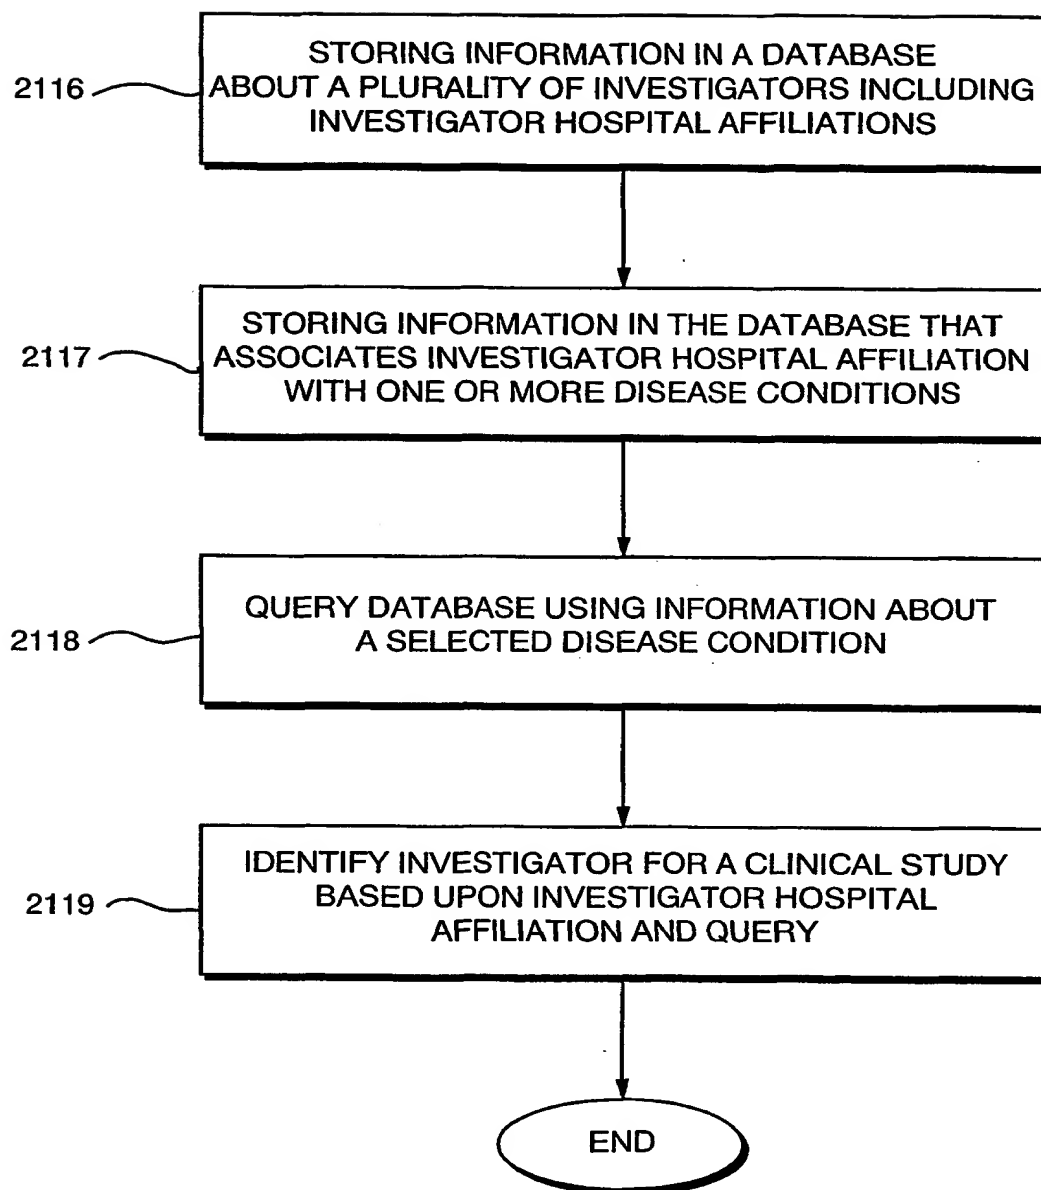 2116
STORING INFORMATION IN A DATABASE
ABOUT A PLURALITY OF INVESTIGATORS INCLUDING
INVESTIGATOR HOSPITAL AFFILIATIONS
2117
STORING INFORMATION IN THE DATABASE THAT
ASSOCIATES INVESTIGATOR HOSPITAL AFFILIATION
WITH ONE OR MORE DISEASE CONDITIONS
2118
QUERY DATABASE USING INFORMATION ABOUT
A SELECTED DISEASE CONDITION
2119
IDENTIFY INVESTIGATOR FOR A CLINICAL STUDY
BASED UPON INVESTIGATOR HOSPITAL
AFFILIATION AND QUERY
END